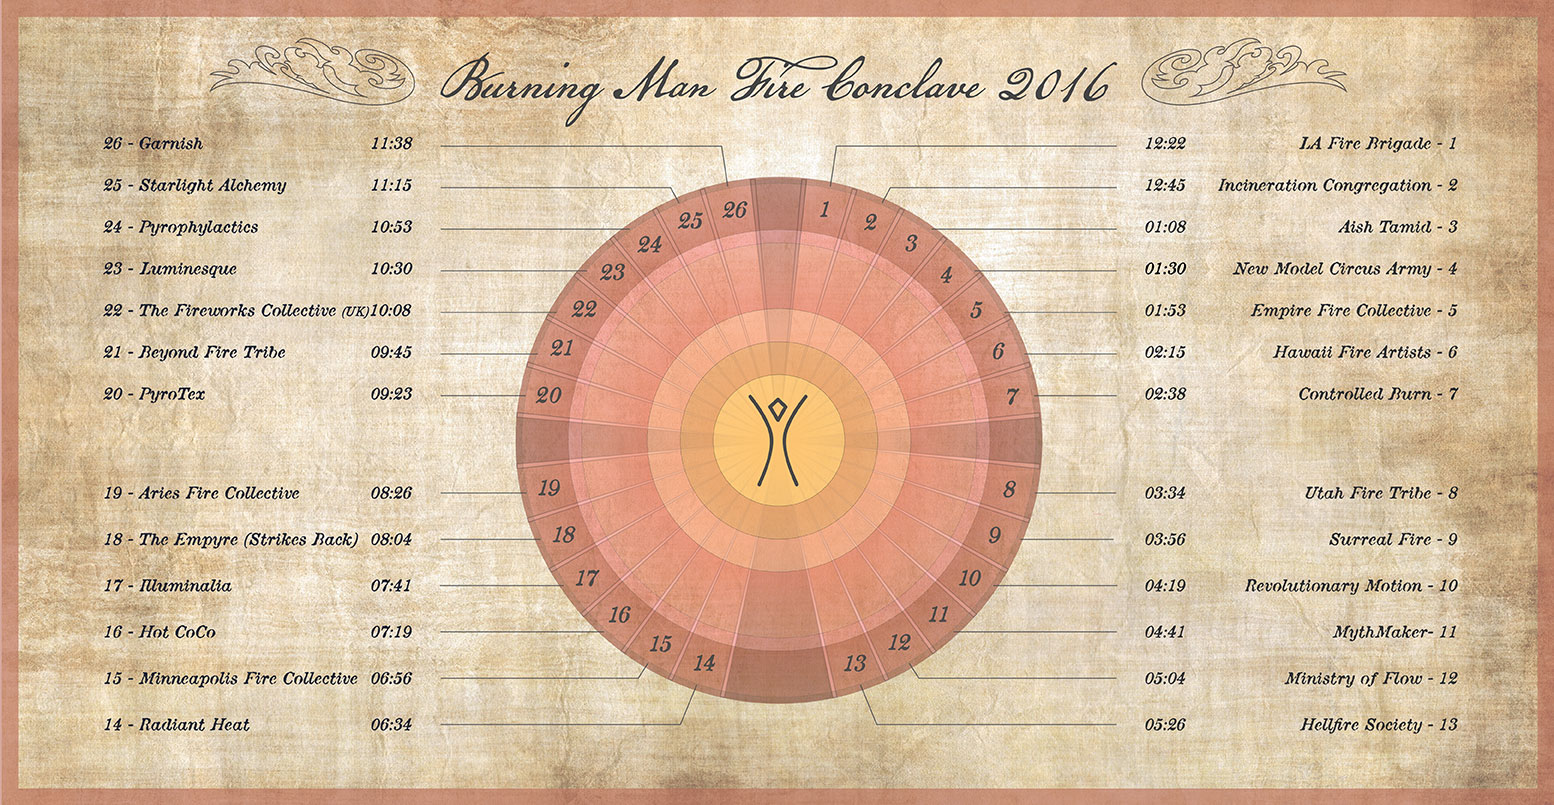 Burning Man Fire Conclave 2016
26 - Garnish 11:38
25 - Starlight Alchemy 11:15
24 - Pyrophylactics 10:53
23 - Luminesque 10:30
22 - The Fireworks Collective (UK) 10:08
21 - Beyond Fire Tribe 09:45
20 - PyroTex 09:23
19 - Aries Fire Collective 08:26
18 - The Empyre (Strikes Back) 08:04
17 - Illuminalia 07:41
16 - Hot CoCo 07:19
15 - Minneapolis Fire Collective 06:56
14 - Radiant Heat 06:34
26
25
24
23
22
21
20
19
18
17
16
15
14
1
2
3
4
5
6
7
8
9
10
11
12
13
12:22 LA Fire Brigade - 1
12:45 Incineration Congregation - 2
01:08 Aish Tamid - 3
01:30 New Model Circus Army - 4
01:53 Empire Fire Collective - 5
02:15 Hawaii Fire Artists - 6
02:38 Controlled Burn - 7
03:34 Utah Fire Tribe - 8
03:56 Surreal Fire - 9
04:19 Revolutionary Motion - 10
04:41 MythMaker- 11
05:04 Ministry of Flow - 12
05:26 Hellfire Society - 13